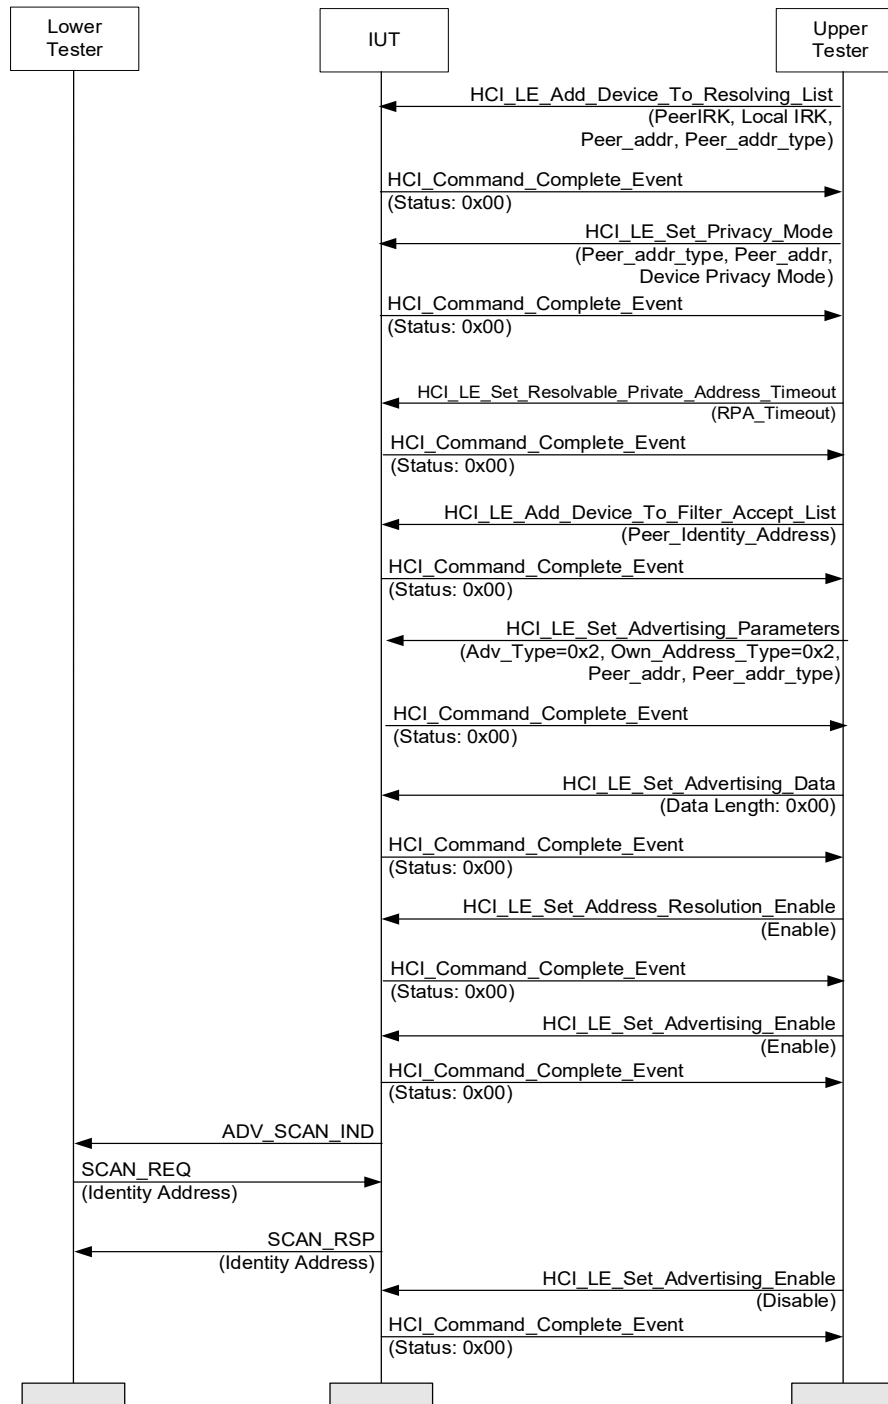 Lower
Tester
IUT
Upper
Tester
HCI_LE_Add_Device_To_Resolving_List
(PeerIRK, Local IRK,
Peer_addr, Peer_addr_type)
HCI_Command_Complete_Event
(Status: 0x00)
HCI_LE_Set_Privacy_Mode
(Peer_addr_type, Peer_addr,
Device Privacy Mode)
HCI_Command_Complete_Event
(Status: 0x00)
HCI_LE_Set_Resolvable_Private_Address_Timeout
(RPA_Timeout)
HCI_Command_Complete_Event
(Status: 0x00)
HCI_LE_Add_Device_To_Filter_Accept_List
(Peer_Identity_Address)
HCI_Command_Complete_Event
(Status: 0x00)
HCI_LE_Set_Advertising_Parameters
(Adv_Type=0x2, Own_Address_Type=0x2,
Peer_addr, Peer_addr_type)
HCI_Command_Complete_Event
(Status: 0x00)
HCI_LE_Set_Advertising_Data
(Data Length: 0x00)
HCI_Command_Complete_Event
(Status: 0x00)
HCI_LE_Set_Address_Resolution_Enable
(Enable)
HCI_Command_Complete_Event
(Status: 0x00)
HCI_LE_Set_Advertising_Enable
(Enable)
HCI_Command_Complete_Event
(Status: 0x00)
ADV_SCAN_IND
SCAN_REQ
(Identity Address)
SCAN_RSP
(Identity Address)
HCI_LE_Set_Advertising_Enable
(Disable)
HCI_Command_Complete_Event
(Status: 0x00)